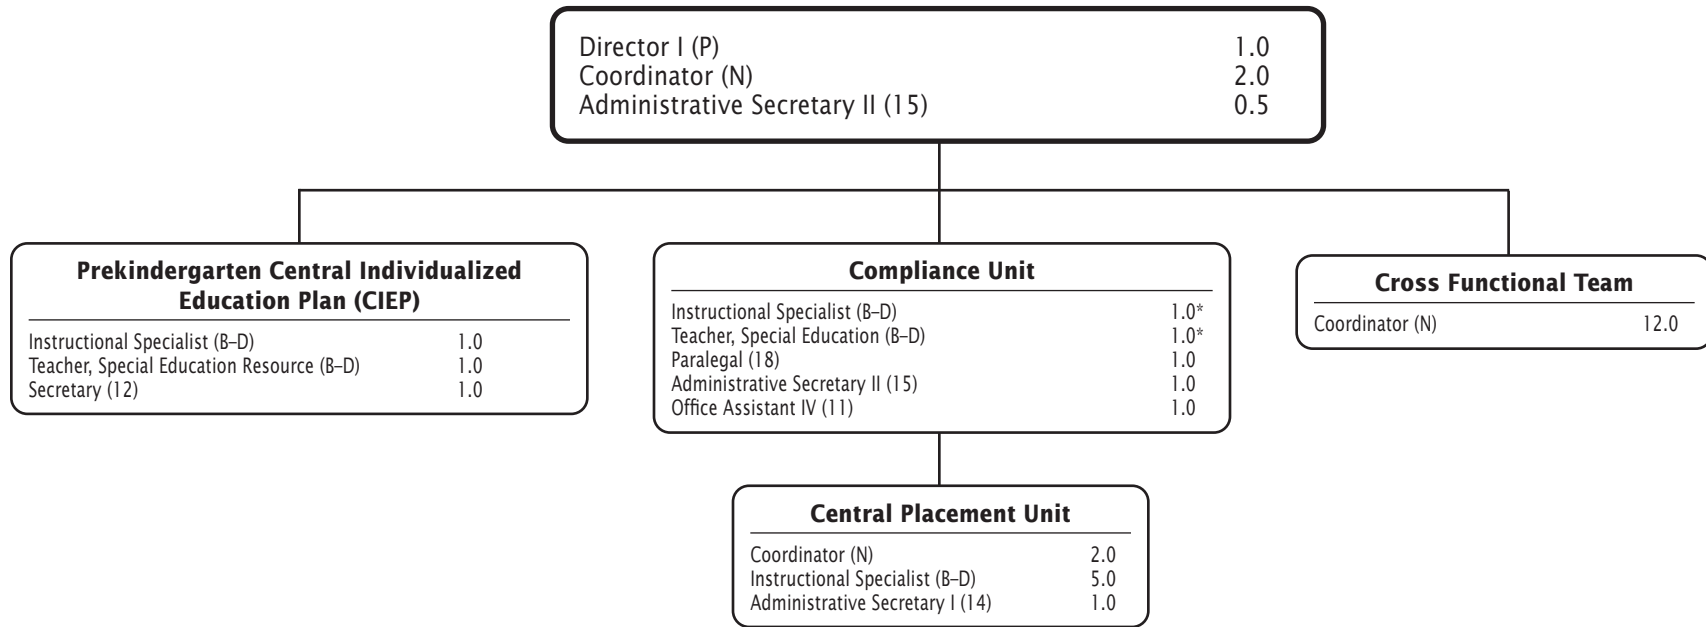 Director I (P) 1.0
Coordinator (N) 2.0
Administrative Secretary II (15) 0.5
Prekindergarten Central Individualized
Education Plan (CIEP)
Instructional Specialist (B–D) 1.0
Teacher, Special Education Resource (B–D) 1.0
Secretary (12) 1.0
Compliance Unit
Instructional Specialist (B–D) 1.0*
Teacher, Special Education (B–D) 1.0*
Paralegal (18) 1.0
Administrative Secretary II (15) 1.0
Office Assistant IV (11) 1.0
Cross Functional Team
Coordinator (N) 12.0
Central Placement Unit
Coordinator (N) 2.0
Instructional Specialist (B–D) 5.0
Administrative Secretary I (14) 1.0